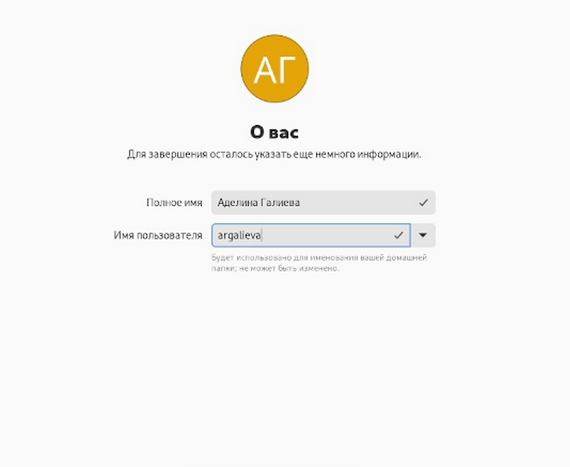 АГ
О вас
Для завершения осталось указать еще немного информации.
Полное имя Аделина Галиева
Имя пользователя argalieva
Будет использовано для именования вашей домашней
папки; не может быть изменено.